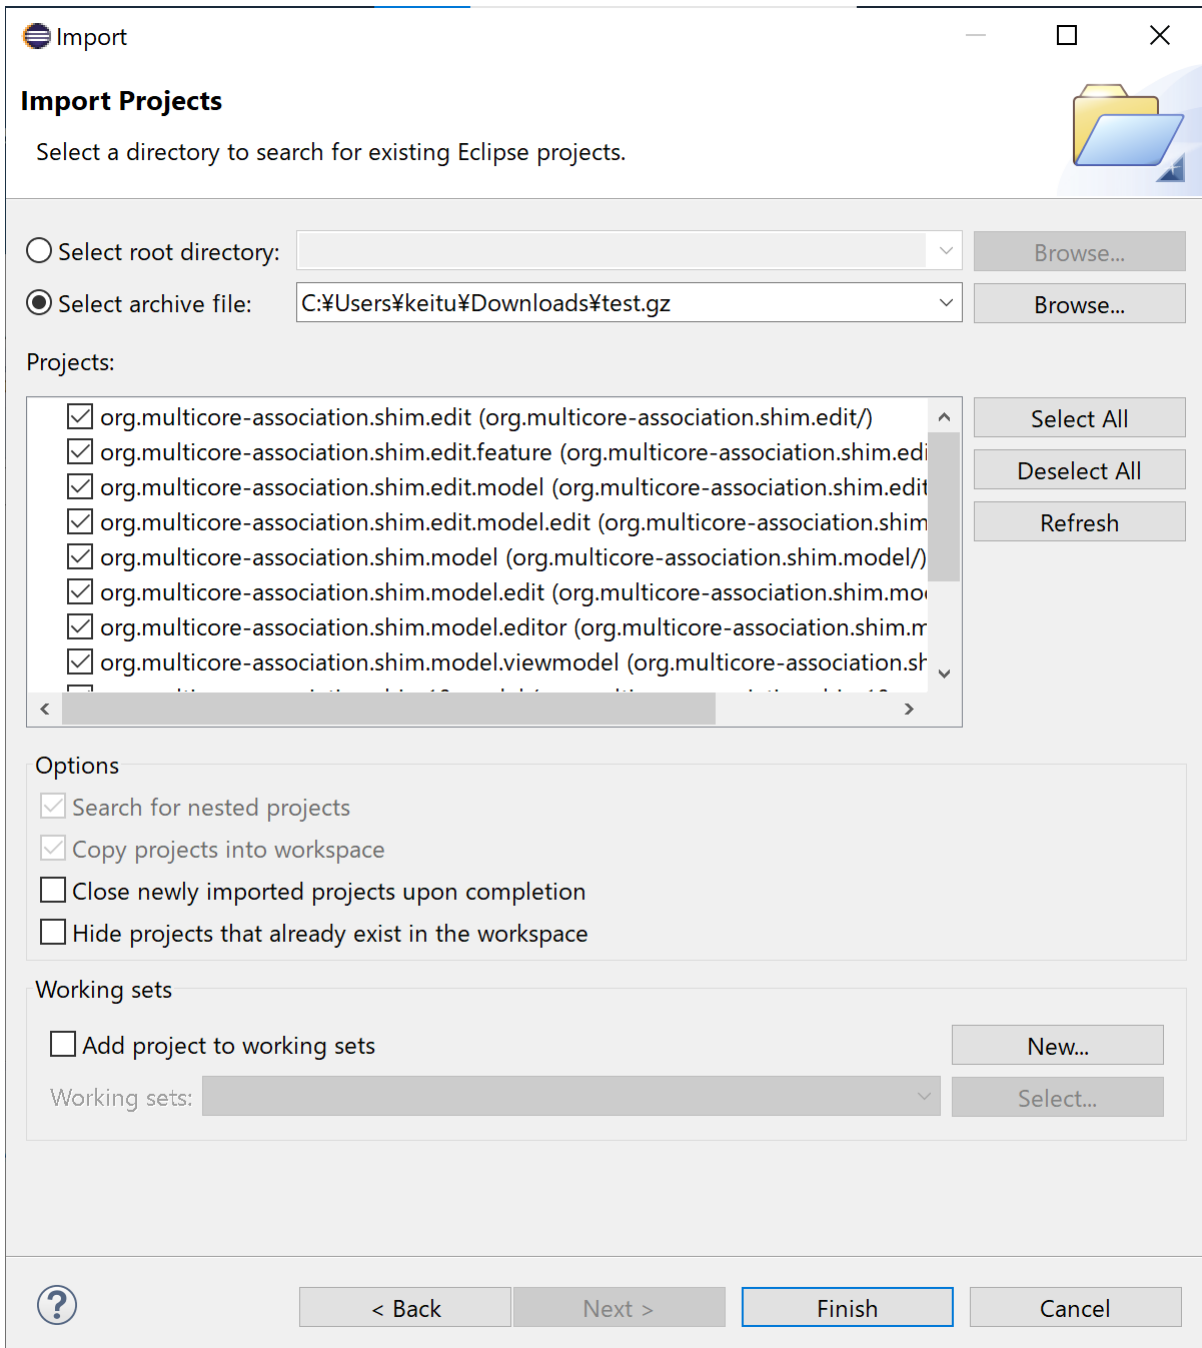 Import
Import Projects
Select a directory to search for existing Eclipse projects.
Select root directory:
Browse...
Select archive file:
C:¥Users¥keitu¥Downloads¥test.gz
Browse...
Projects:
org.multicore-association.shim.edit (org.multicore-association.shim.edit/)
org.multicore-association.shim.edit.feature (org.multicore-association.shim.edi
org.multicore-association.shim.edit.model (org.multicore-association.shim.edit
org.multicore-association.shim.edit.model.edit (org.multicore-association.shim
org.multicore-association.shim.model (org.multicore-association.shim.model/)
org.multicore-association.shim.model.edit (org.multicore-association.shim.mo
org.multicore-association.shim.model.editor (org.multicore-association.shim.m
org.multicore-association.shim.model.viewmodel (org.multicore-association.sh
Select All
Deselect All
Refresh
Options
Search for nested projects
Copy projects into workspace
Close newly imported projects upon completion
Hide projects that already exist in the workspace
Working sets
Add project to working sets
New...
Working sets:
Select...
?
< Back
Next >
Finish
Cancel